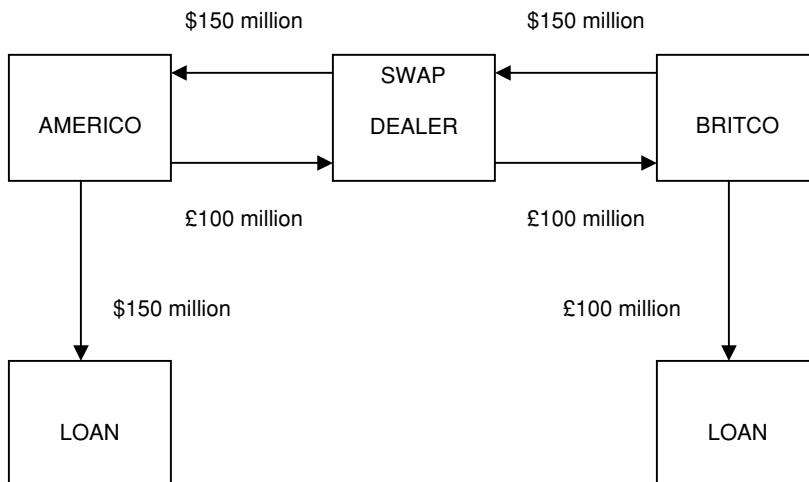 $150 million
$150 million
SWAP
AMERICO
DEALER
BRITCO
£100 million
£100 million
$150 million
£100 million
LOAN
LOAN